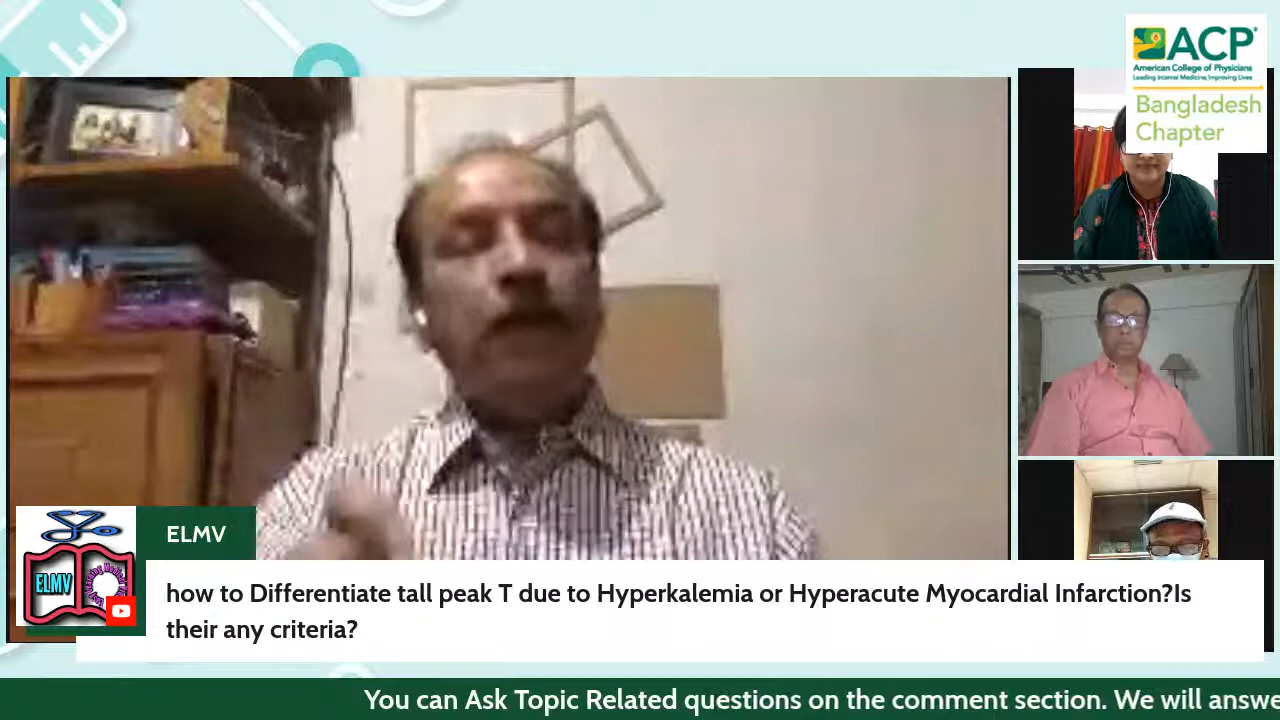 ACP®
American College of Physicians
Leading Internal Medicine, Improving Lives
Bangladesh
Chapter
ELMV
ELMV
how to Differentiate tall peak T due to Hyperkalemia or Hyperacute Myocardial Infarction?Is
their any criteria?
You can Ask Topic Related questions on the comment section. We will answe